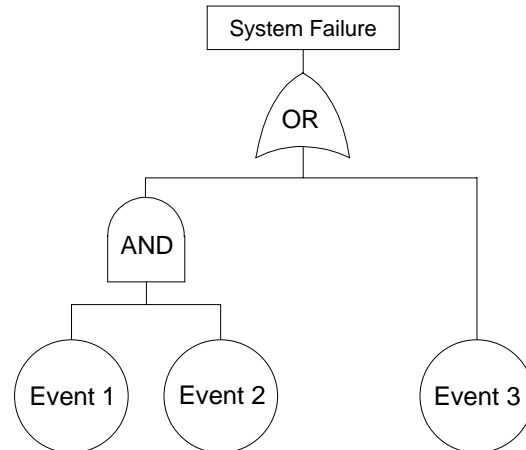 System Failure
OR
AND
Event 1
Event 2
Event 3